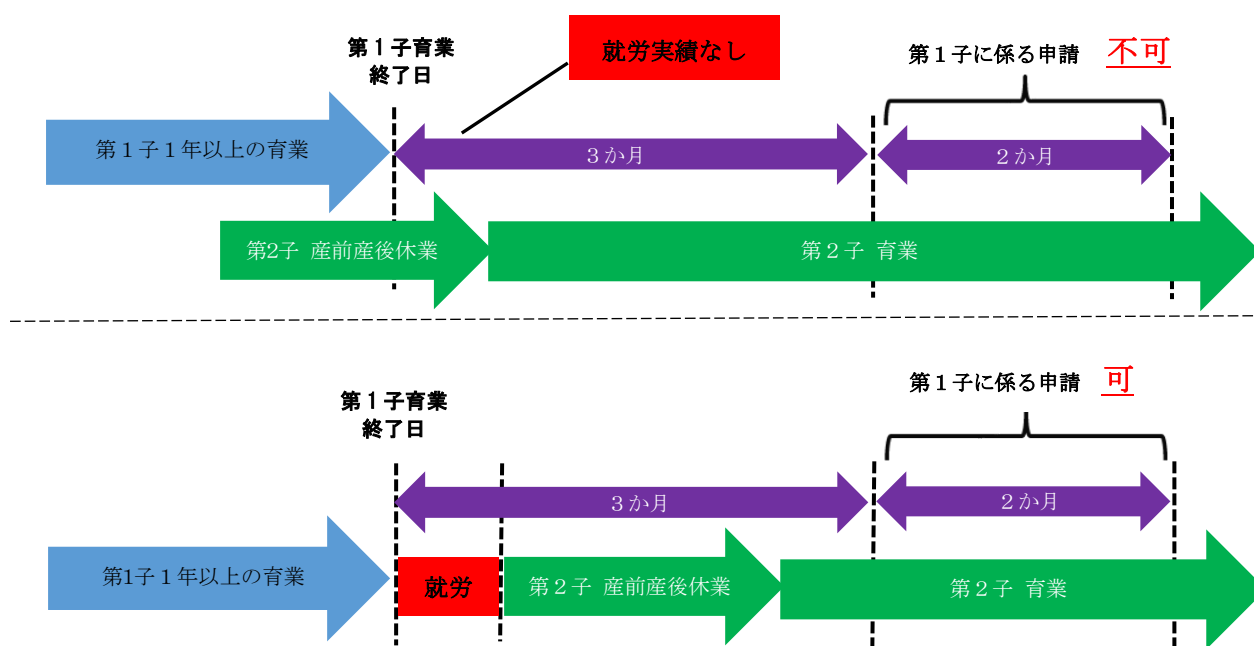 第１子育業
終了日
就労実績なし
第１子に係る申請 不可
第１子１年以上の育業
３か月
２か月
第2子 産前産後休業
第２子 育業
第１子に係る申請 可
第１子育業
終了日
３か月
２か月
第1子１年以上の育業
就労
第２子 産前産後休業
第２子 育業